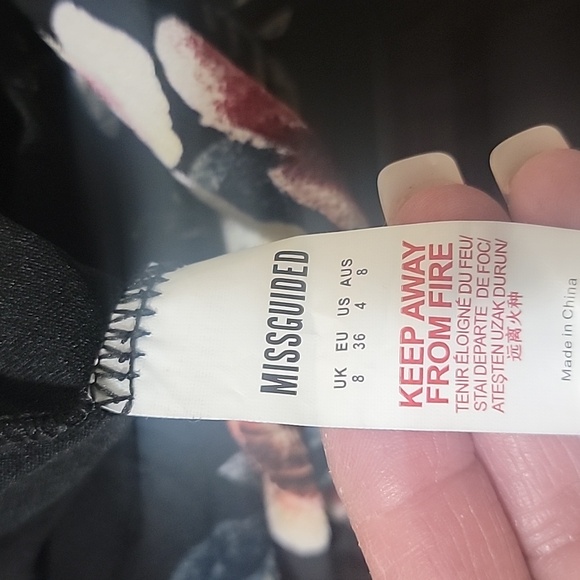 MISSGUIDED
UK EU US AUS
8 36 4 8
KEEP AWAY
FROM FIRE
TENIR ÉLOIGNÉ DU FEU/
STAI DEPARTE DE FOC/
ATEŞTEN UZAK DURUN/
远离火种
Made in China